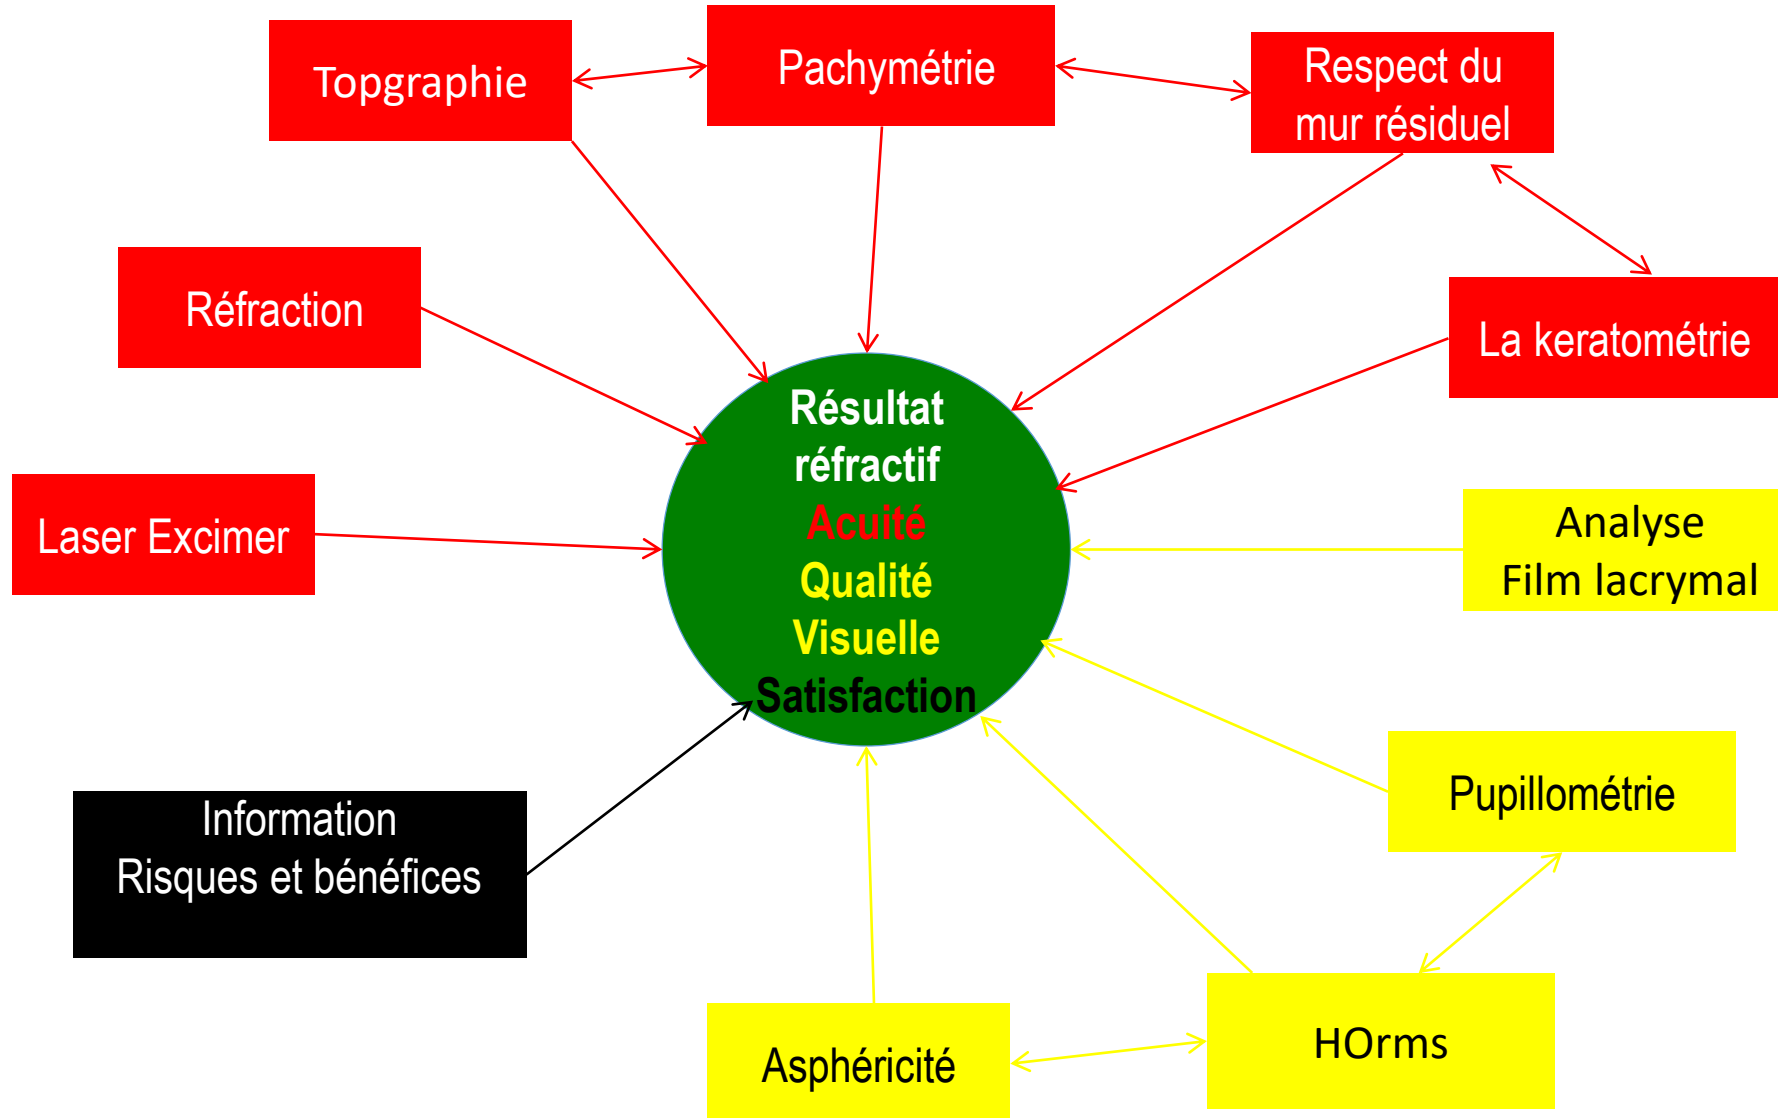 Topgraphie
Pachymétrie
Respect du
mur résiduel
Réfraction
La keratométrie
Laser Excimer
Résultat
réfractif
Acuité
Qualité
Visuelle
Satisfaction
Analyse
Film lacrymal
Information
Risques et bénéfices
Pupillométrie
Asphéricité
HOrms